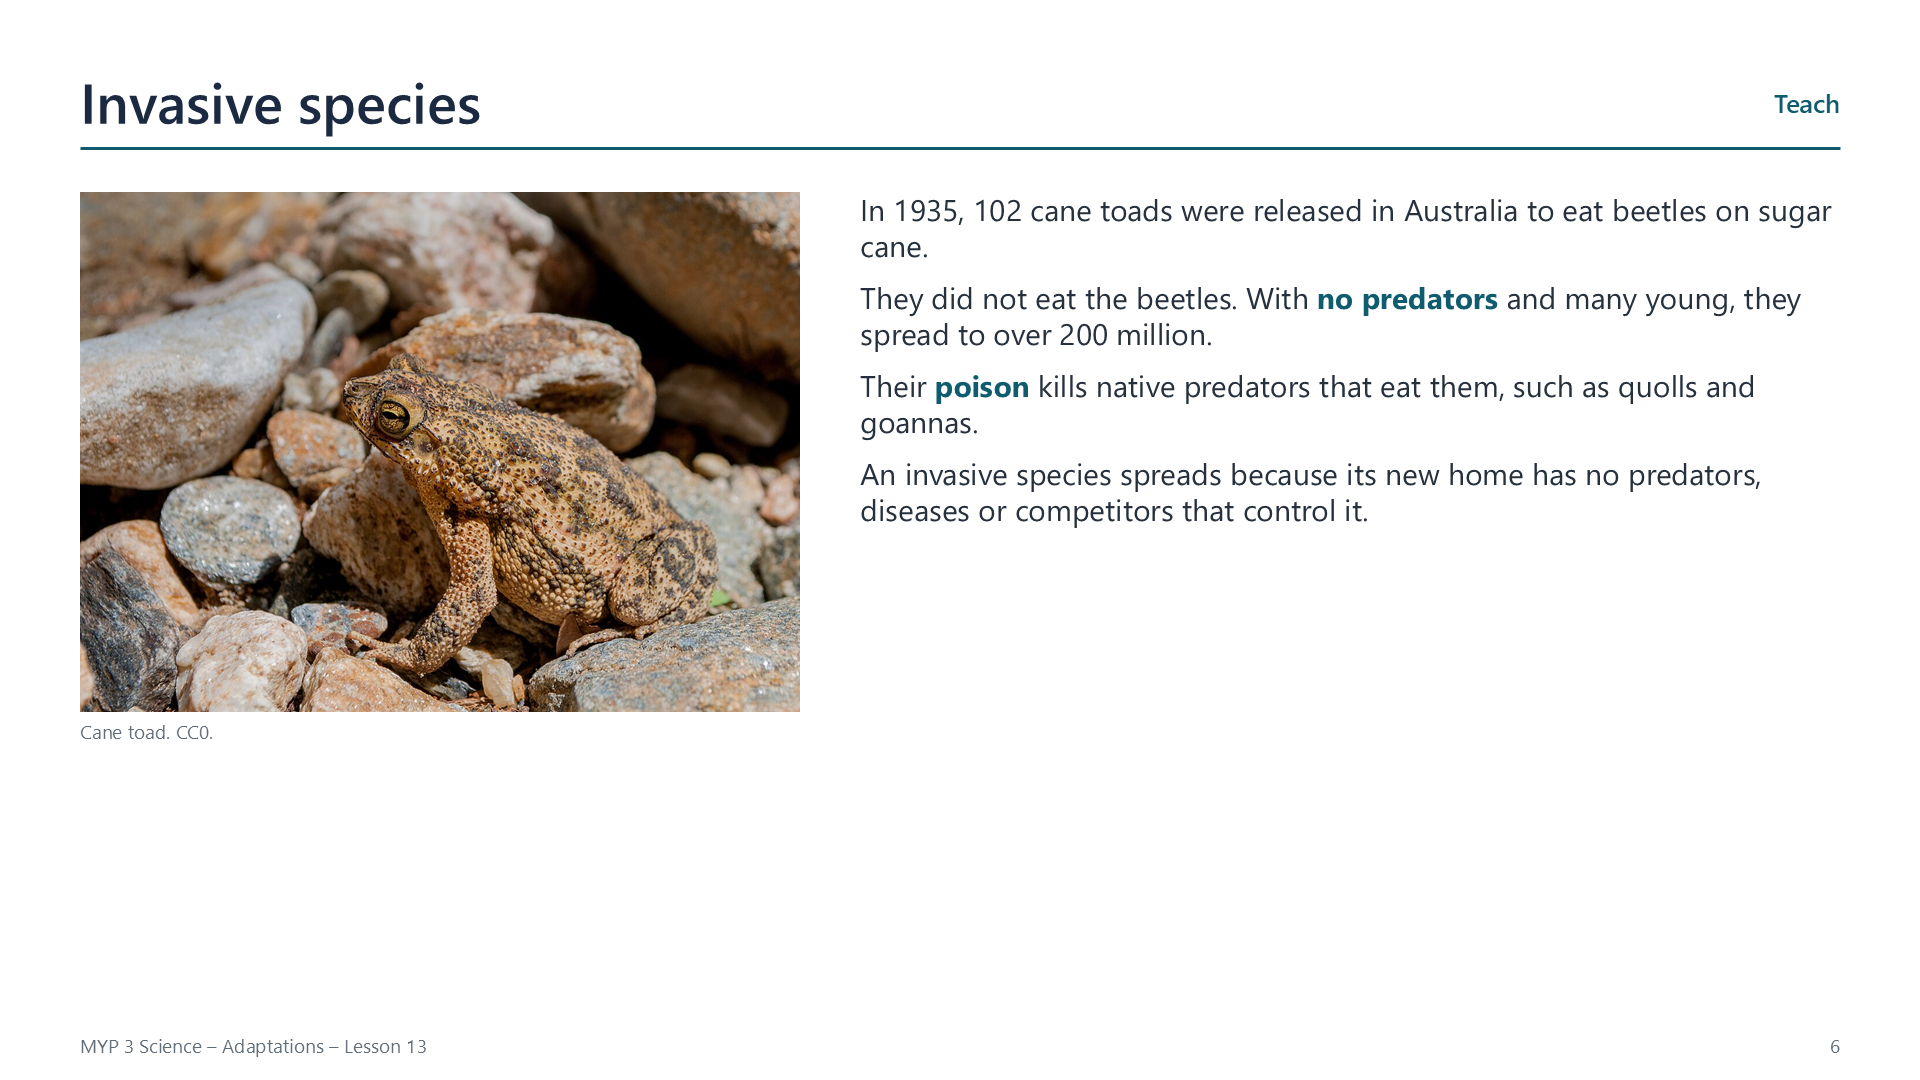 Invasive species
Teach
In 1935, 102 cane toads were released in Australia to eat beetles on sugar
cane.
They did not eat the beetles. With no predators and many young, they
spread to over 200 million.
Their poison kills native predators that eat them, such as quolls and
goannas.
An invasive species spreads because its new home has no predators,
diseases or competitors that control it.
Cane toad. CC0.
MYP 3 Science – Adaptations – Lesson 13
6